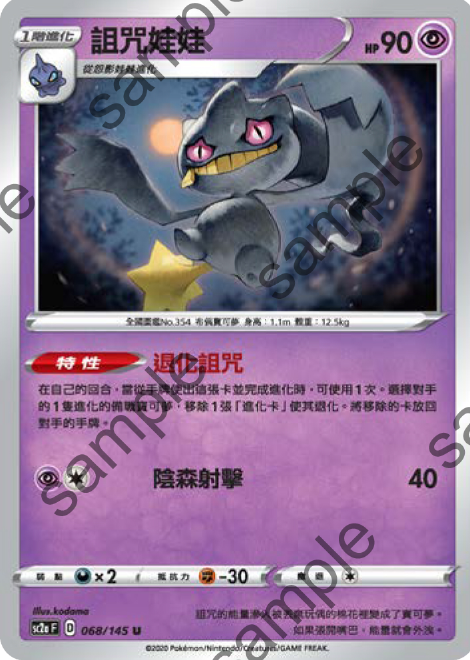 1階進化
詛咒娃娃
HP90
從怨影娃娃進化
全國圖鑑No.354 布偶寶可夢 身高：1.1m 體重：12.5kg
特性 退化詛咒
在自己的回合，當從手牌使出這張卡並完成進化時，可使用1次。選擇對手
的1隻進化的備戰寶可夢，移除1張「進化卡」使其退化。將移除的卡放回
對手的手牌。
陰森射擊 40
弱點 ×2 抵抗力 -30 撤退
Illus.kodama
sc2a F D 068/145 U
詛咒的能量滲入被丟棄玩偶的棉花裡變成了寶可夢。
如果張開嘴巴，能量就會外洩。
©2020 Pokémon/Nintendo/Creatures/GAME FREAK.
sample
sample
sample
sample
sample
sample